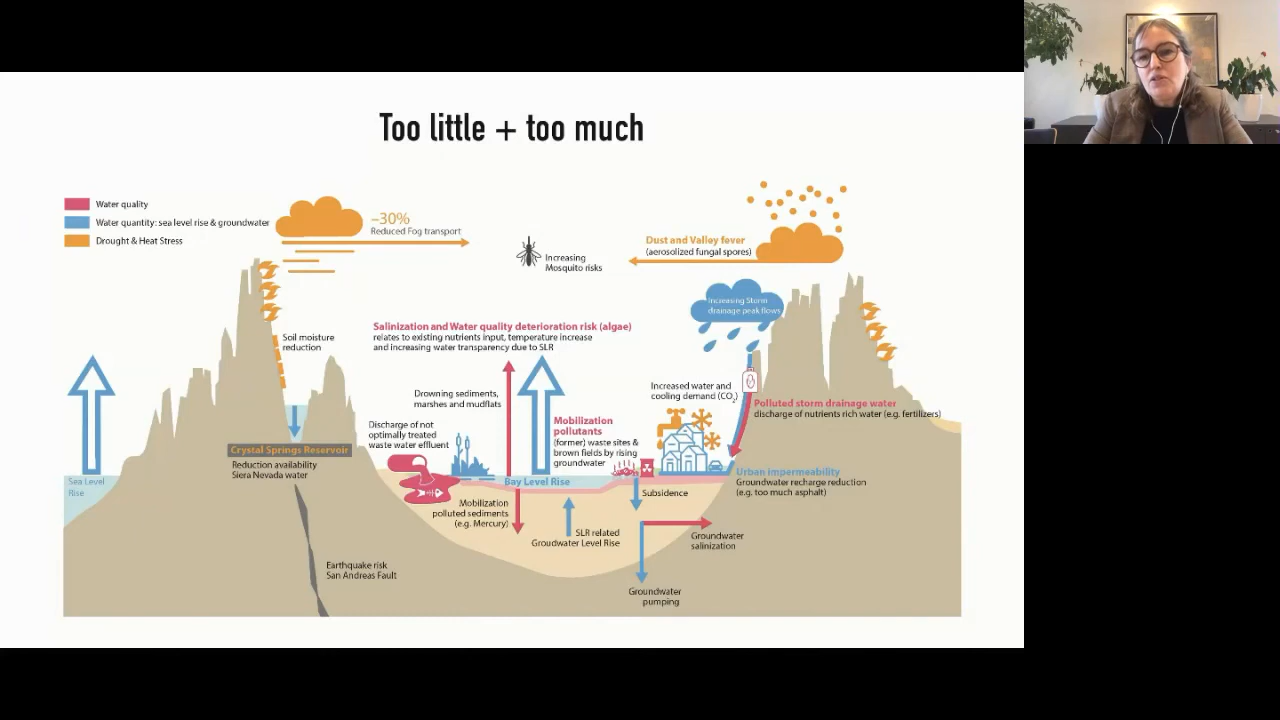 Too little + too much
Water quality
Water quantity: sea level rise & groundwater
Drought & Heat Stress
–30%
Reduced Fog transport
Increasing
Mosquito risks
Dust and Valley fever
(aerosolized fungal spores)
Increasing Storm
drainage peak flows
Soil moisture
reduction
Salinization and Water quality deterioration risk (algae)
relates to existing nutrients input, temperature increase
and increasing water transparency due to SLR
Drowning sediments,
marshes and mudflats
Increased water and
cooling demand (CO2)
Polluted storm drainage water
discharge of nutrients rich water (e.g. fertilizers)
Discharge of not
optimally treated
waste water effluent
Mobilization
pollutants
(former) waste sites &
brown fields by rising
groundwater
Crystal Springs Reservoir
Reduction availability
Siera Nevada water
Sea Level
Rise
Bay Level Rise
Urban impermeability
Groundwater recharge reduction
(e.g. too much asphalt)
Subsidence
Mobilization
polluted sediments
(e.g. Mercury)
SLR related
Groudwater Level Rise
Groundwater
salinization
Earthquake risk
San Andreas Fault
Groundwater
pumping